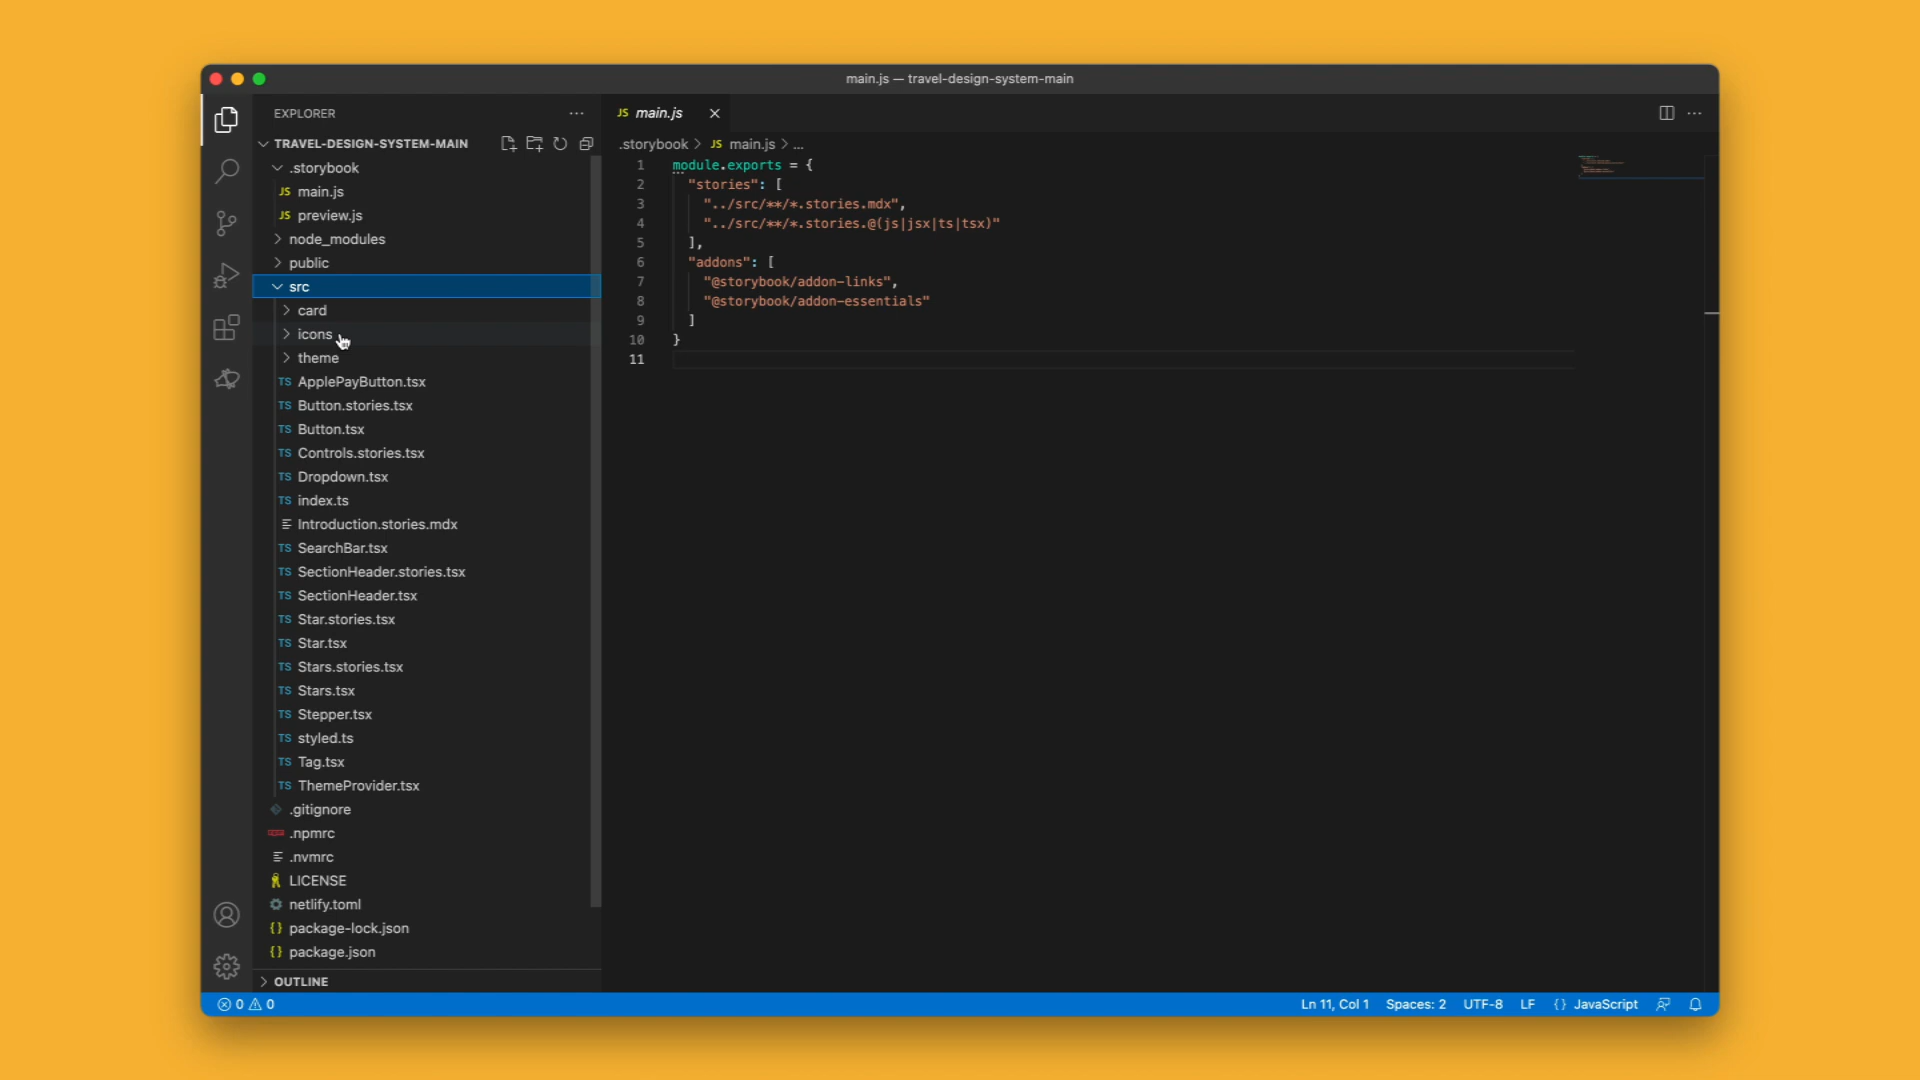 main.js — travel-design-system-main
EXPLORER
TRAVEL-DESIGN-SYSTEM-MAIN
.storybook
JS main.js
JS preview.js
node_modules
public
src
card
icons
theme
TS ApplePayButton.tsx
TS Button.stories.tsx
TS Button.tsx
TS Controls.stories.tsx
TS Dropdown.tsx
TS index.ts
Introduction.stories.mdx
TS SearchBar.tsx
TS SectionHeader.stories.tsx
TS SectionHeader.tsx
TS Star.stories.tsx
TS Star.tsx
TS Stars.stories.tsx
TS Stars.tsx
TS Stepper.tsx
TS styled.ts
TS Tag.tsx
TS ThemeProvider.tsx
.gitignore
.npmrc
.nvmrc
LICENSE
netlify.toml
{} package-lock.json
{} package.json
OUTLINE
JS main.js
.storybook > JS main.js > ...
1 module.exports = {
2 "stories": [
3 "../src/**/*.stories.mdx",
4 "../src/**/*.stories.@(js|jsx|ts|tsx)"
5 ],
6 "addons": [
7 "@storybook/addon-links",
8 "@storybook/addon-essentials"
9 ]
10 }
11
0 0
Ln 11, Col 1 Spaces: 2 UTF-8 LF {} JavaScript